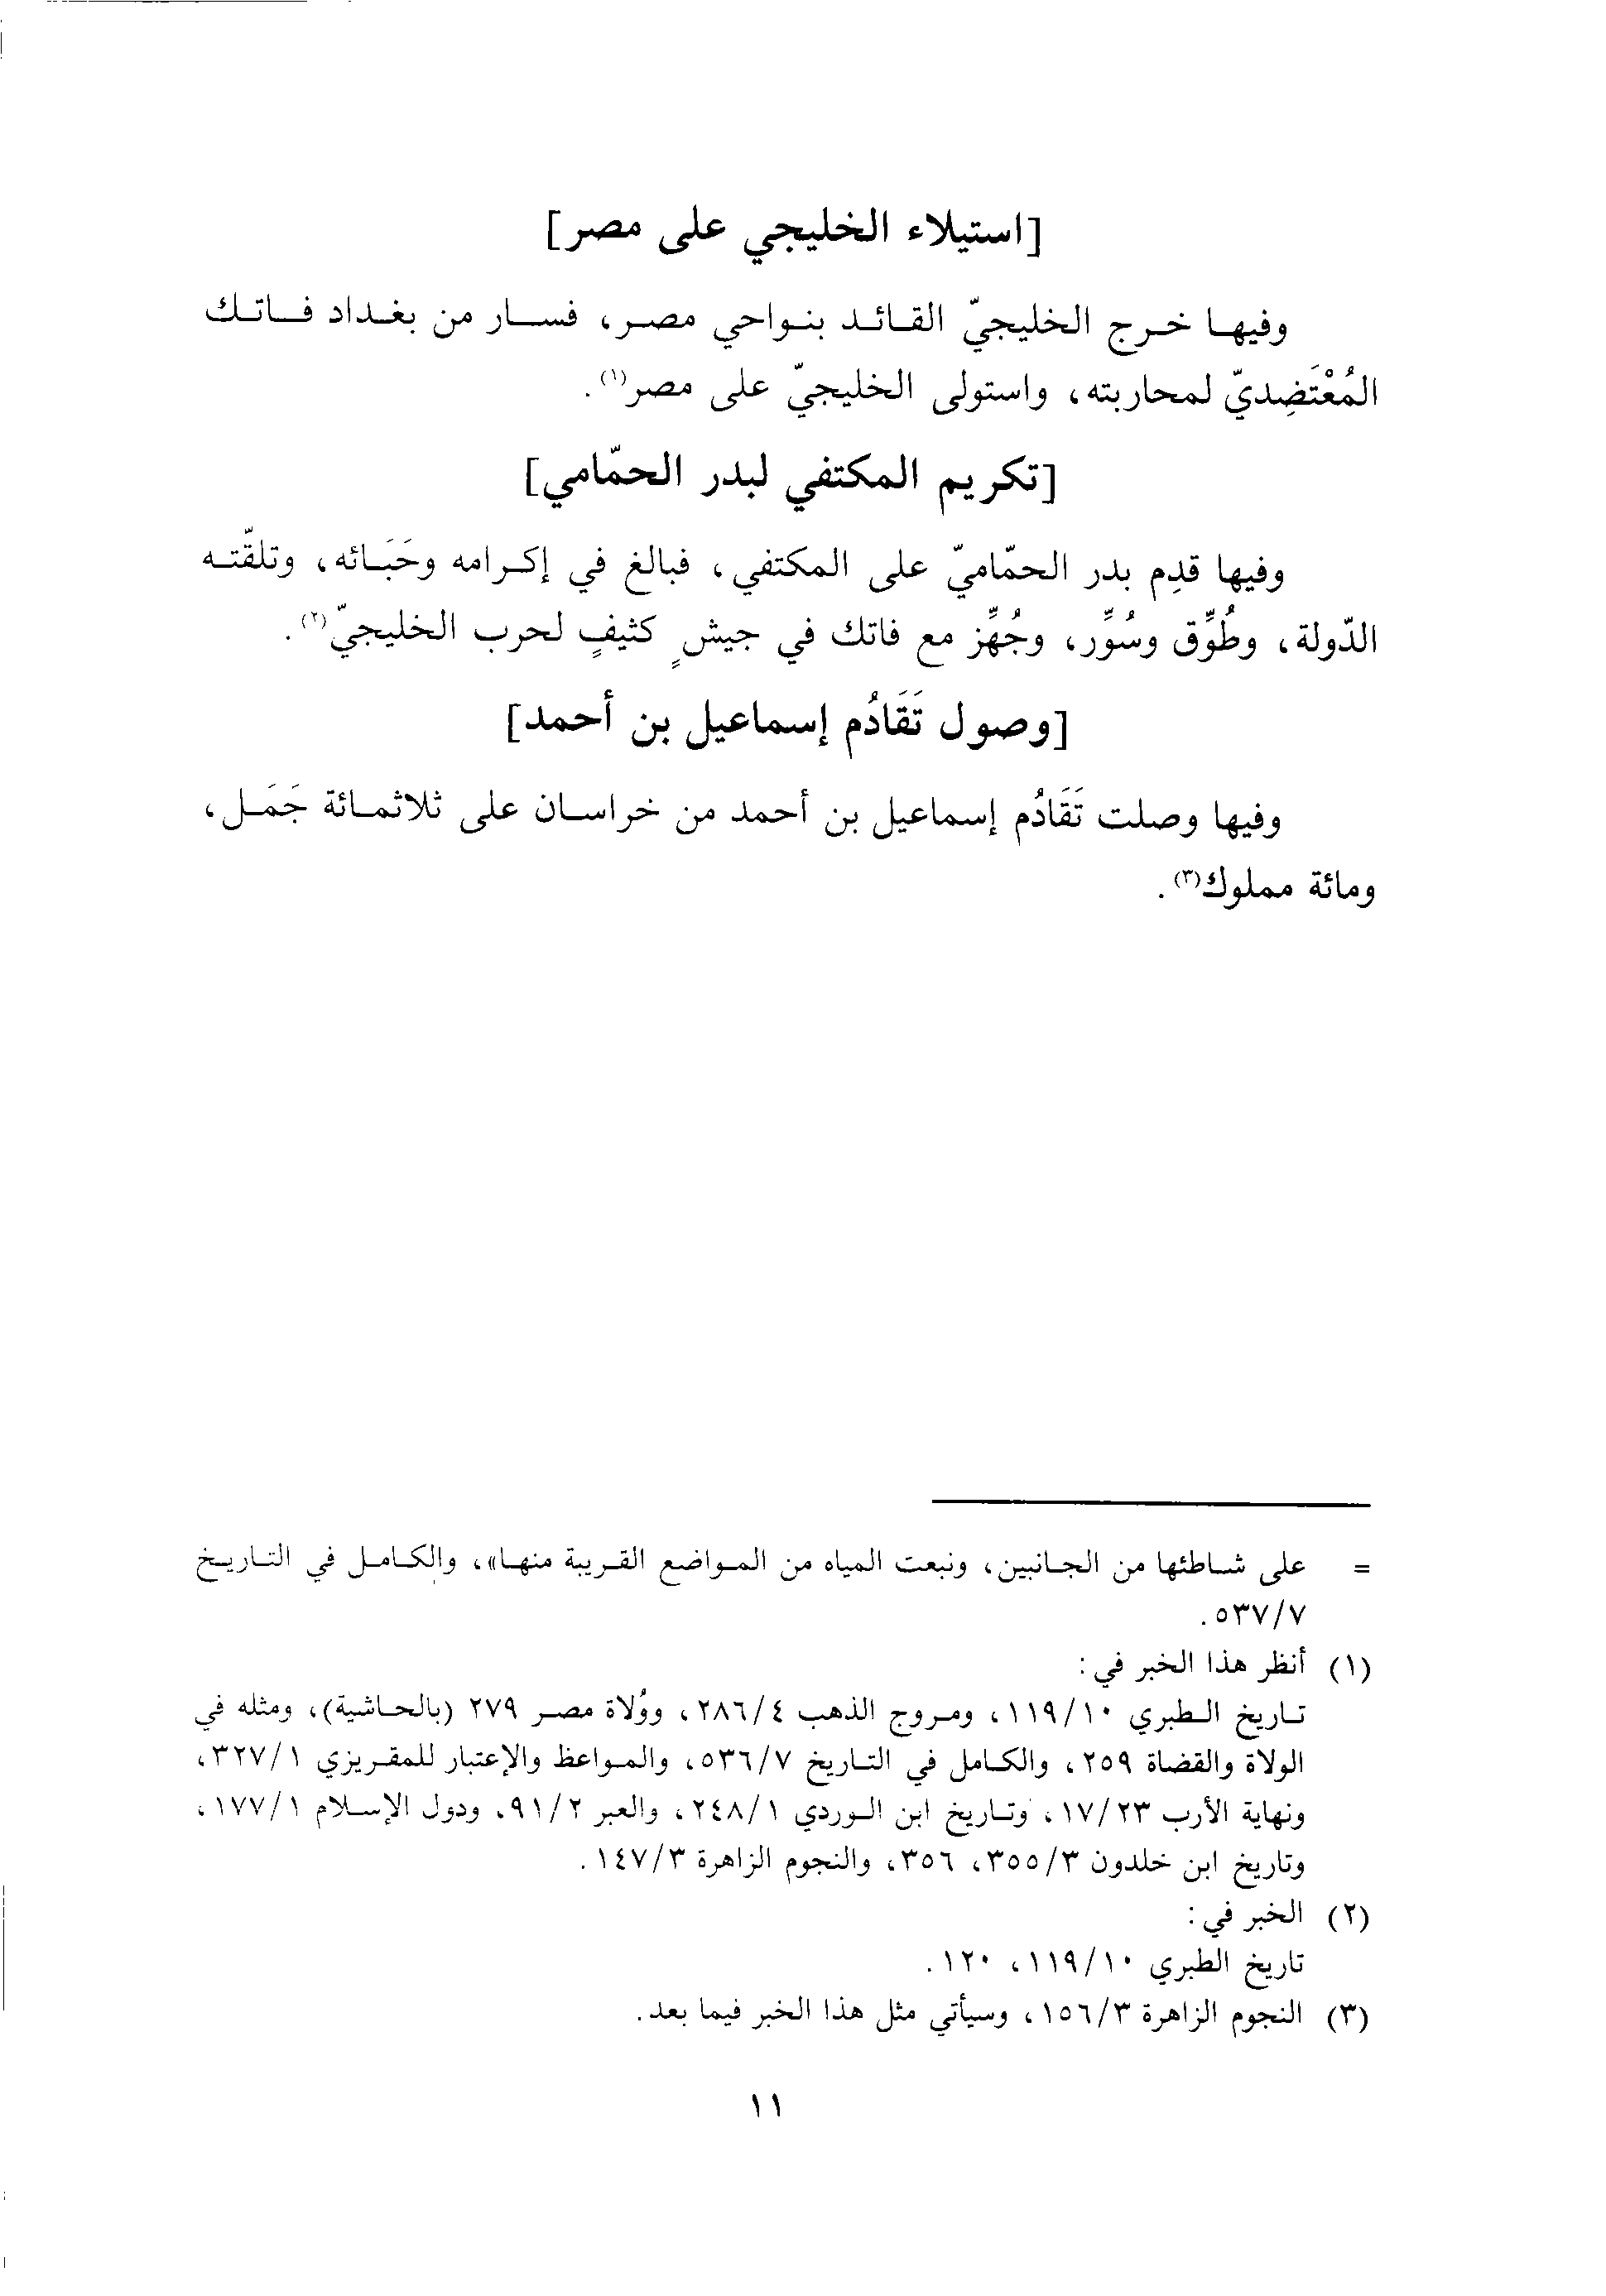 [استيلاء الخليجي على مصر]
وفيها خرج الخليجيّ القائد بنواحي مصر، فسار من بغداد فاتك
المُعْتَضِديّ لمحاربته، واستولى الخليجيّ على مصر(١).
[تكريم المكتفي لبدر الحمّامي]
وفيها قدِم بدر الحمّاميّ على المكتفي، فبالغ في إكرامه وحَبَائه، وتلقّته
الدّولة، وطُوِّق وسُوِّر، وجُهِّز مع فاتك في جيشٍ كثيفٍ لحرب الخليجيّ(٢).
[وصول تَقَادُم إسماعيل بن أحمد]
وفيها وصلت تَقَادُم إسماعيل بن أحمد من خراسان على ثلاثمائة جَمَل،
ومائة مملوك(٣).
= على شاطئها من الجانبين، ونبعت المياه من المواضع القريبة منها»، والكامل في التاريخ
٥٣٧/٧.
(١) أنظر هذا الخبر في:
تاريخ الطبري ١١٩/١٠، ومروج الذهب ٢٨٦/٤، ووُلاة مصر ٢٧٩ (بالحاشية)، ومثله في
الولاة والقضاة ٢٥٩، والكامل في التاريخ ٥٣٦/٧، والمواعظ والإعتبار للمقريزي ٣٢٧/١،
ونهاية الأرب ١٧/٢٣، وتاريخ ابن الوردي ٢٤٨/١، والعبر ٩١/٢، ودول الإسلام ١٧٧/١،
وتاريخ ابن خلدون ٣٥٥/٣، ٣٥٦، والنجوم الزاهرة ١٤٧/٣.
(٢) الخبر في:
تاريخ الطبري ١١٩/١٠، ١٢٠.
(٣) النجوم الزاهرة ١٥٦/٣، وسيأتي مثل هذا الخبر فيما بعد.
١١